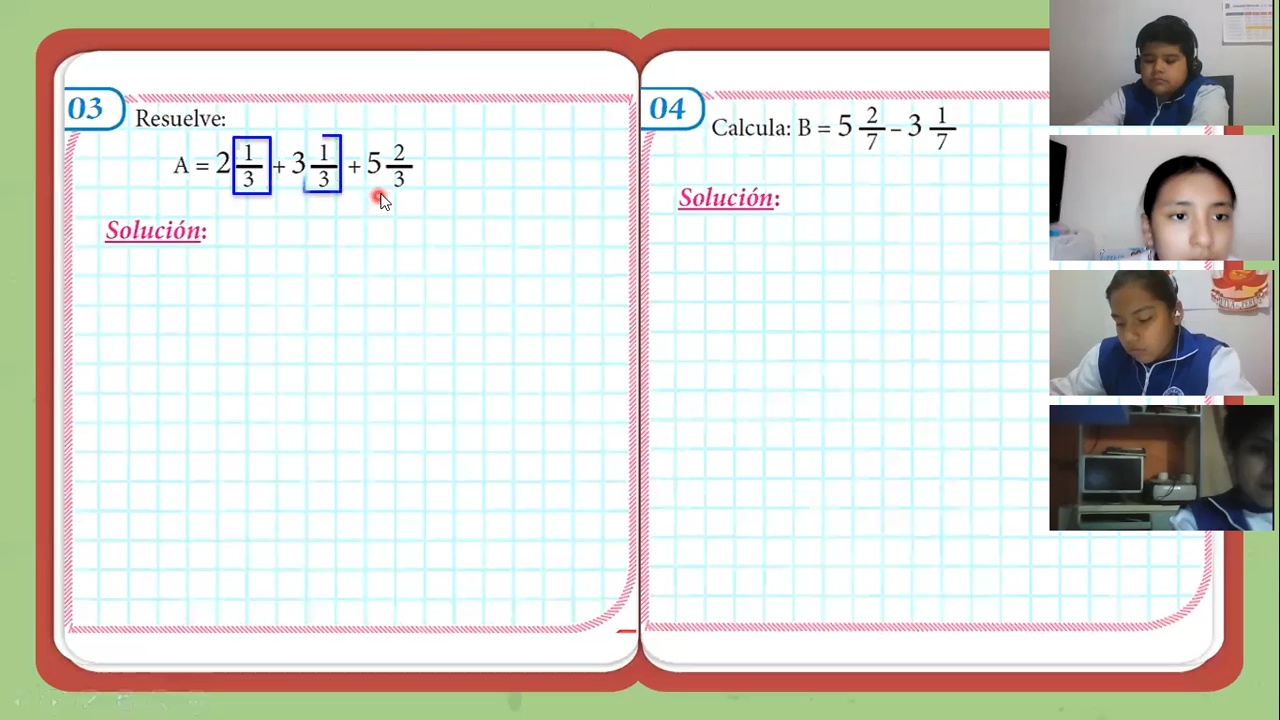 03
Resuelve:
A = 2 1/3 + 3 1/3 + 5 2/3
Solución:
04
Calcula: B = 5 2/7 – 3 1/7
Solución: